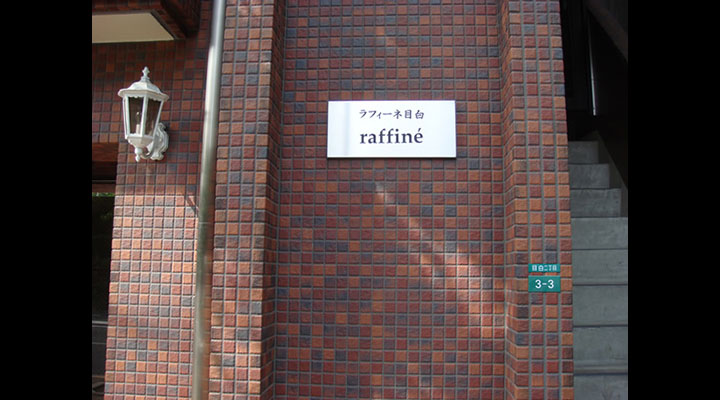 ラフィーネ目白
raffiné
目白二丁目
3-3